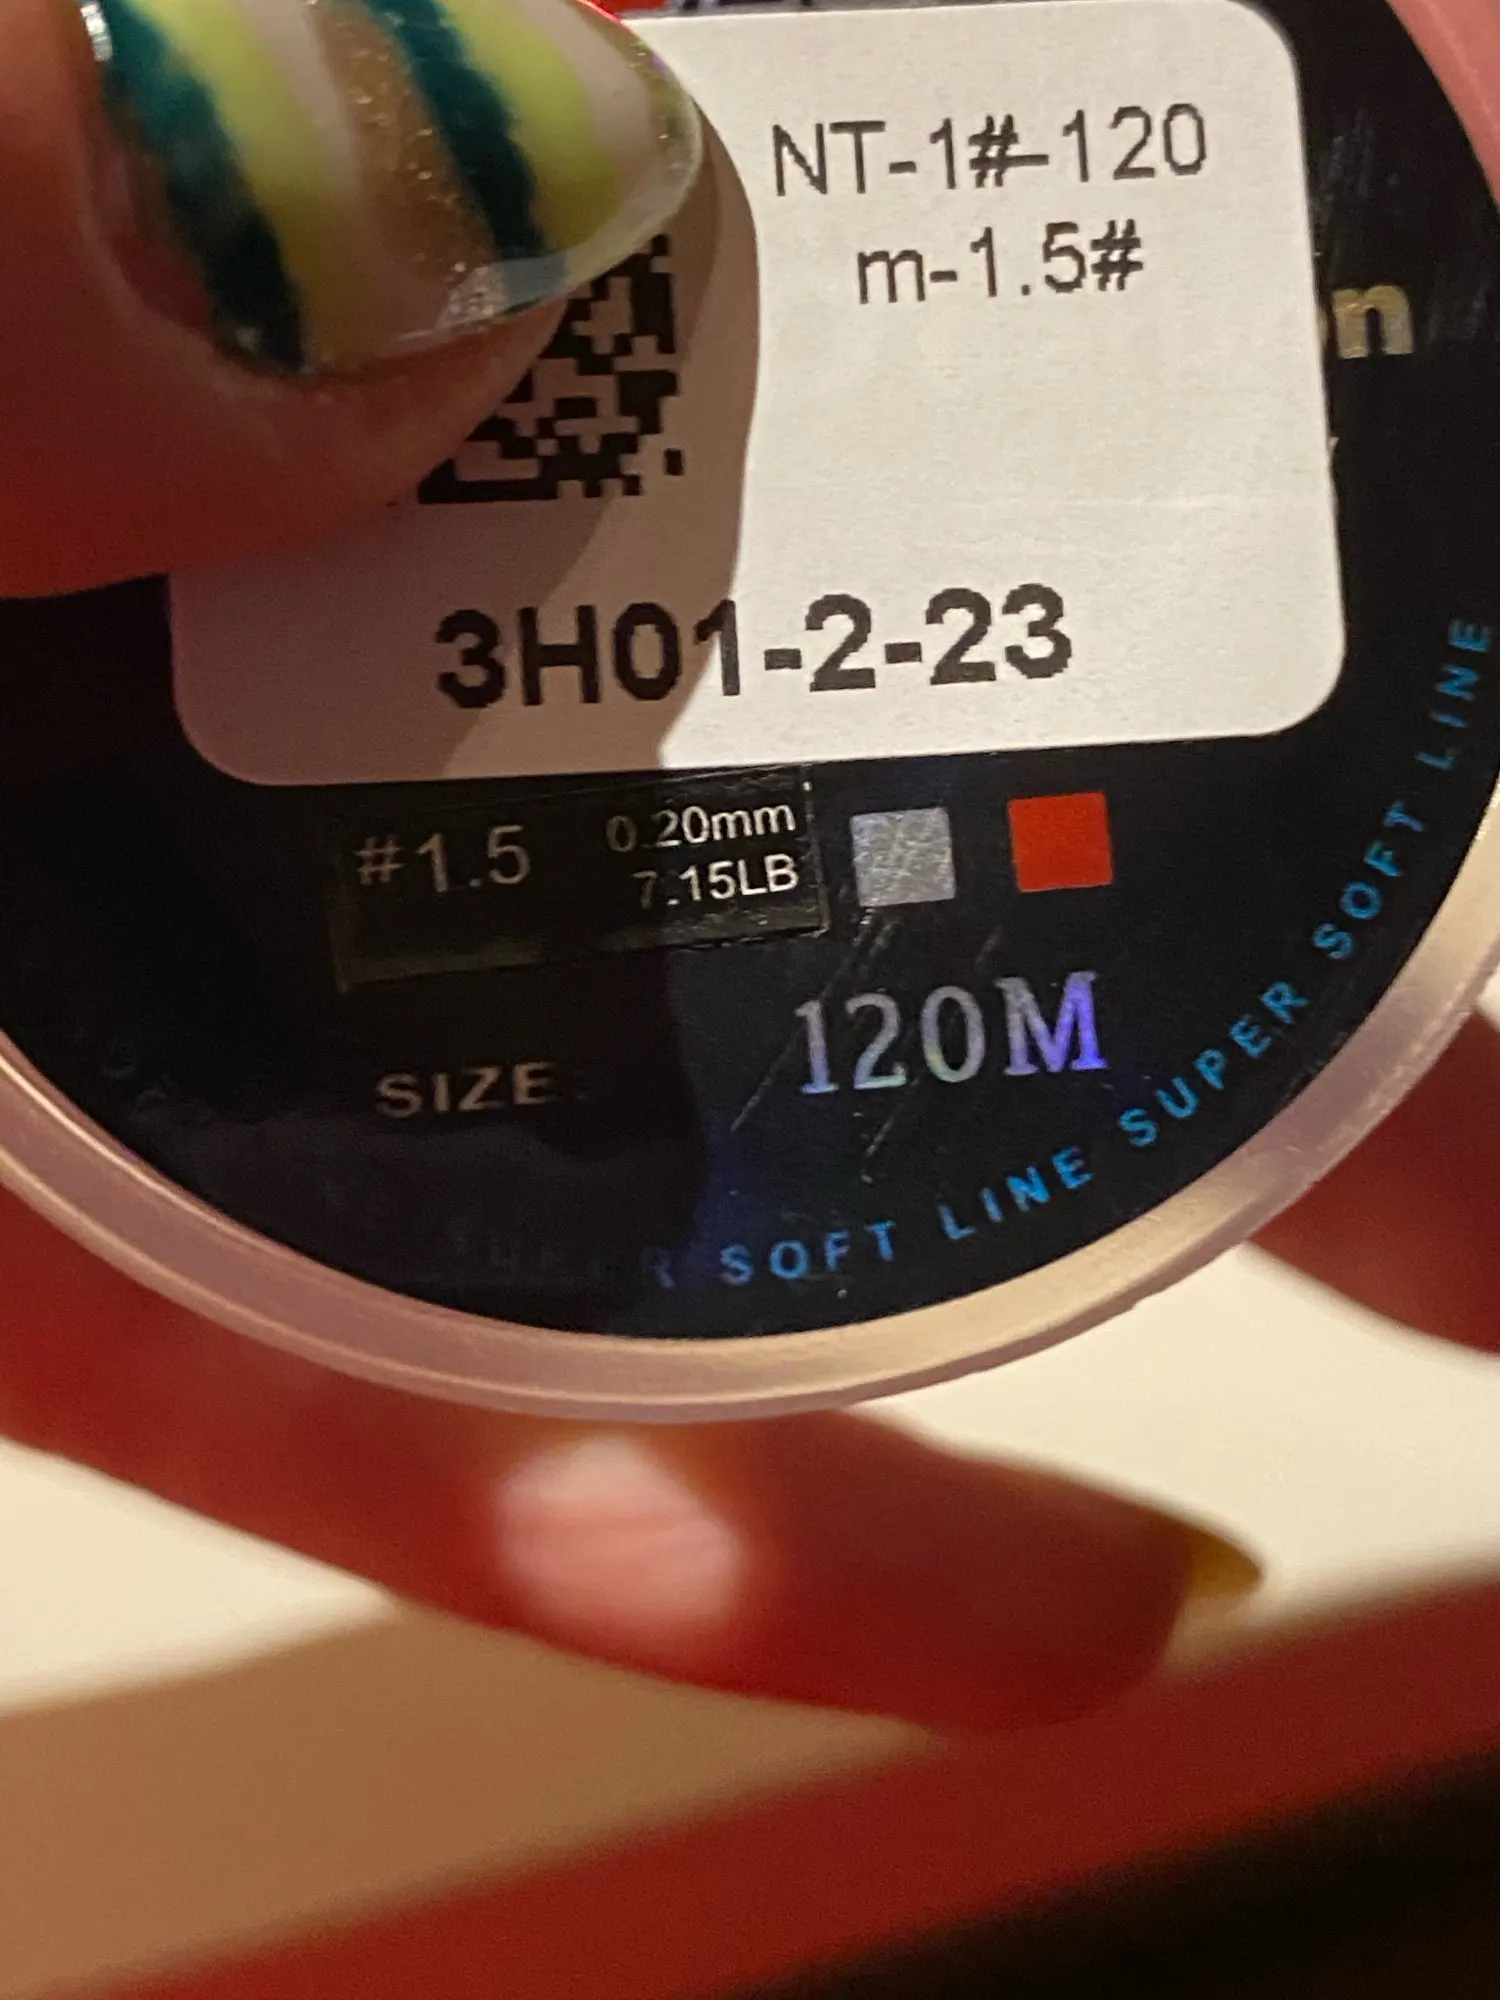 NT-1#-120
m-1.5#
n
3H01-2-23
#1.5
0.20mm
7.15LB
120M
SIZE
SOFT LINE SUPER SOFT LINE